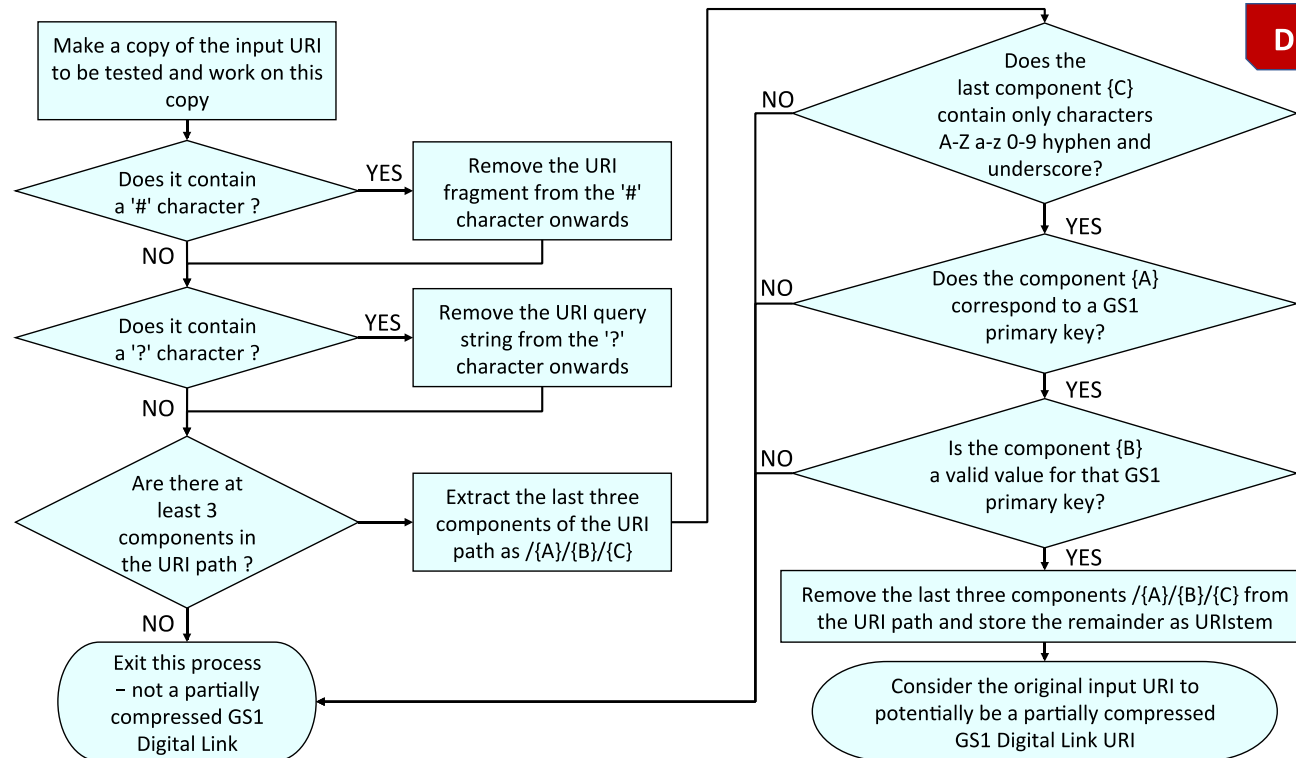 Make a copy of the input URI
to be tested and work on this
copy
Does it contain
a '#' character ?
YES
Remove the URI
fragment from the '#'
character onwards
NO
Does it contain
a '?' character ?
YES
Remove the URI query
string from the '?'
character onwards
NO
Are there at
least 3
components in
the URI path ?
Extract the last three
components of the URI
path as /{A}/{B}/{C}
NO
Exit this process
– not a partially
compressed GS1
Digital Link
D
Does the
last component {C}
contain only characters
A-Z a-z 0-9 hyphen and
underscore?
NO
YES
Does the component {A}
correspond to a GS1
primary key?
NO
YES
Is the component {B}
a valid value for that GS1
primary key?
NO
YES
Remove the last three components /{A}/{B}/{C} from
the URI path and store the remainder as URIstem
Consider the original input URI to
potentially be a partially compressed
GS1 Digital Link URI